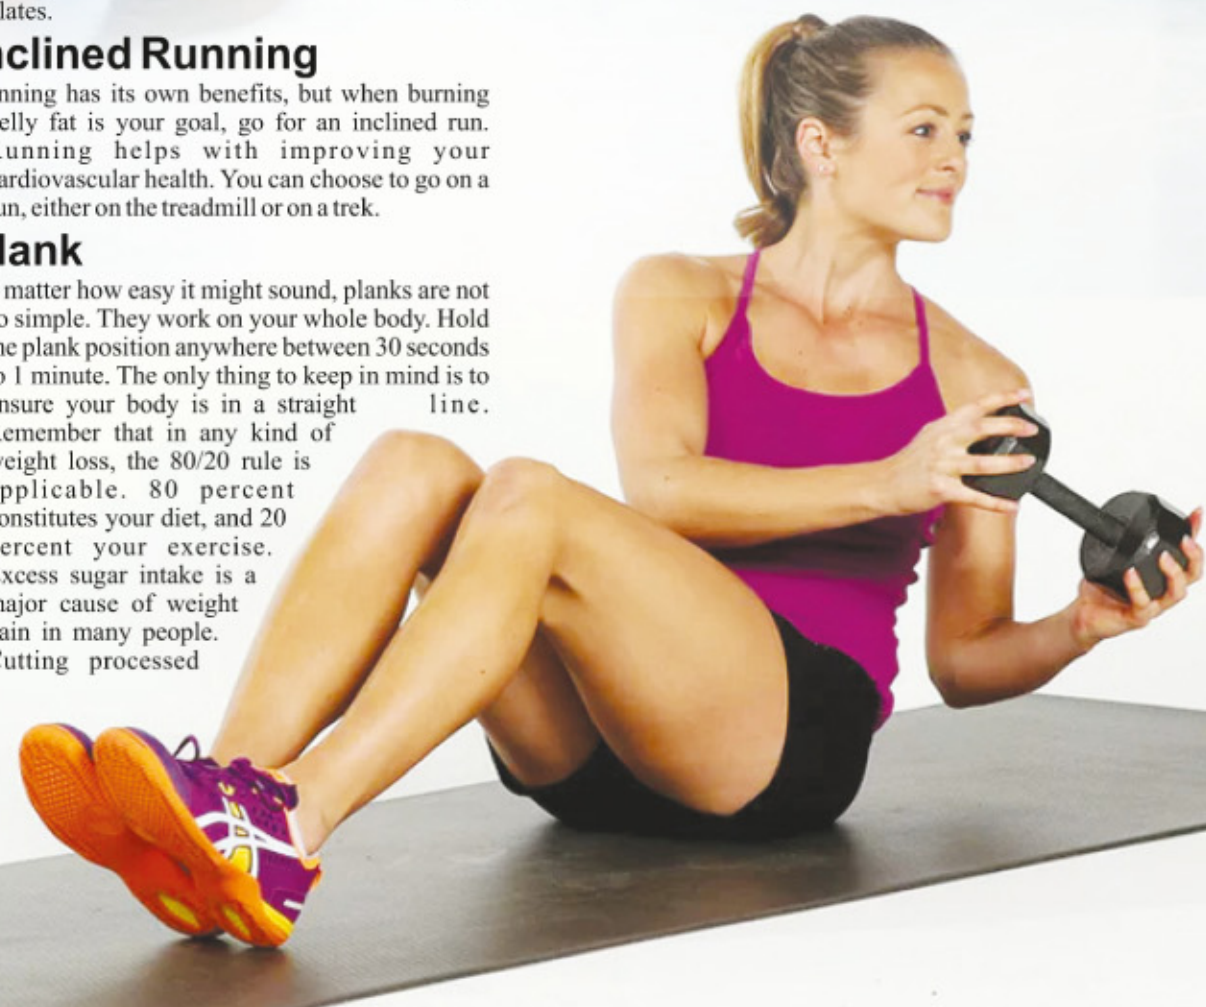 lates.
nclined Running
nning has its own benefits, but when burning
elly fat is your goal, go for an inclined run.
unning helps with improving your
ardiovascular health. You can choose to go on a
un, either on the treadmill or on a trek.
lank
matter how easy it might sound, planks are not
o simple. They work on your whole body. Hold
he plank position anywhere between 30 seconds
o 1 minute. The only thing to keep in mind is to
nsure your body is in a straight line.
emember that in any kind of
veight loss, the 80/20 rule is
pplicable. 80 percent
onstitutes your diet, and 20
ercent your exercise.
xcess sugar intake is a
najor cause of weight
ain in many people.
Cutting processed